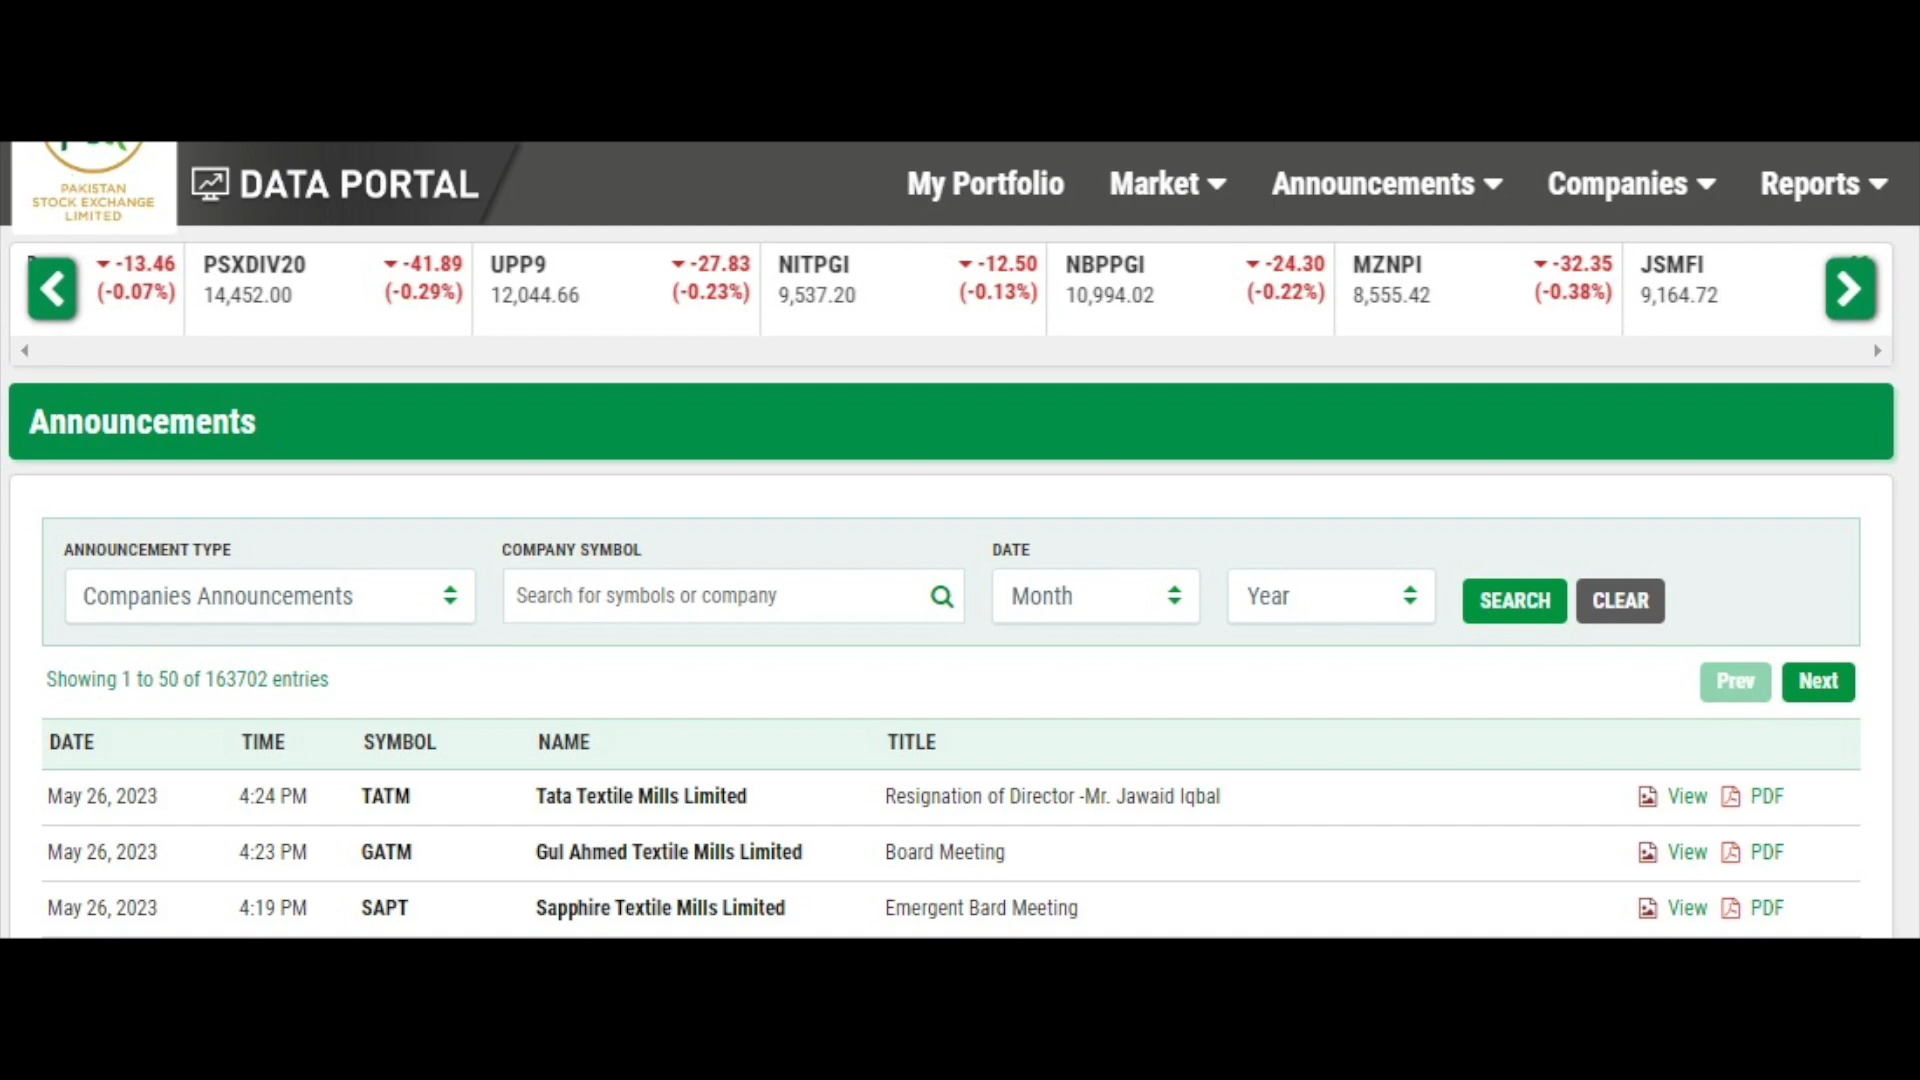 PAKISTAN
STOCK EXCHANGE
LIMITED
DATA PORTAL
My Portfolio Market Announcements Companies Reports
-13.46 PSXDIV20 -41.89 UPP9 -27.83 NITPGI -12.50 NBPPGI -24.30 MZNPI -32.35 JSMFI
(-0.07%) 14,452.00 (-0.29%) 12,044.66 (-0.23%) 9,537.20 (-0.13%) 10,994.02 (-0.22%) 8,555.42 (-0.38%) 9,164.72
Announcements
ANNOUNCEMENT TYPE COMPANY SYMBOL DATE
Companies Announcements Search for symbols or company Month Year SEARCH CLEAR
Showing 1 to 50 of 163702 entries Prev Next
DATE TIME SYMBOL NAME TITLE
May 26, 2023 4:24 PM TATM Tata Textile Mills Limited Resignation of Director -Mr. Jawaid Iqbal View PDF
May 26, 2023 4:23 PM GATM Gul Ahmed Textile Mills Limited Board Meeting View PDF
May 26, 2023 4:19 PM SAPT Sapphire Textile Mills Limited Emergent Bard Meeting View PDF